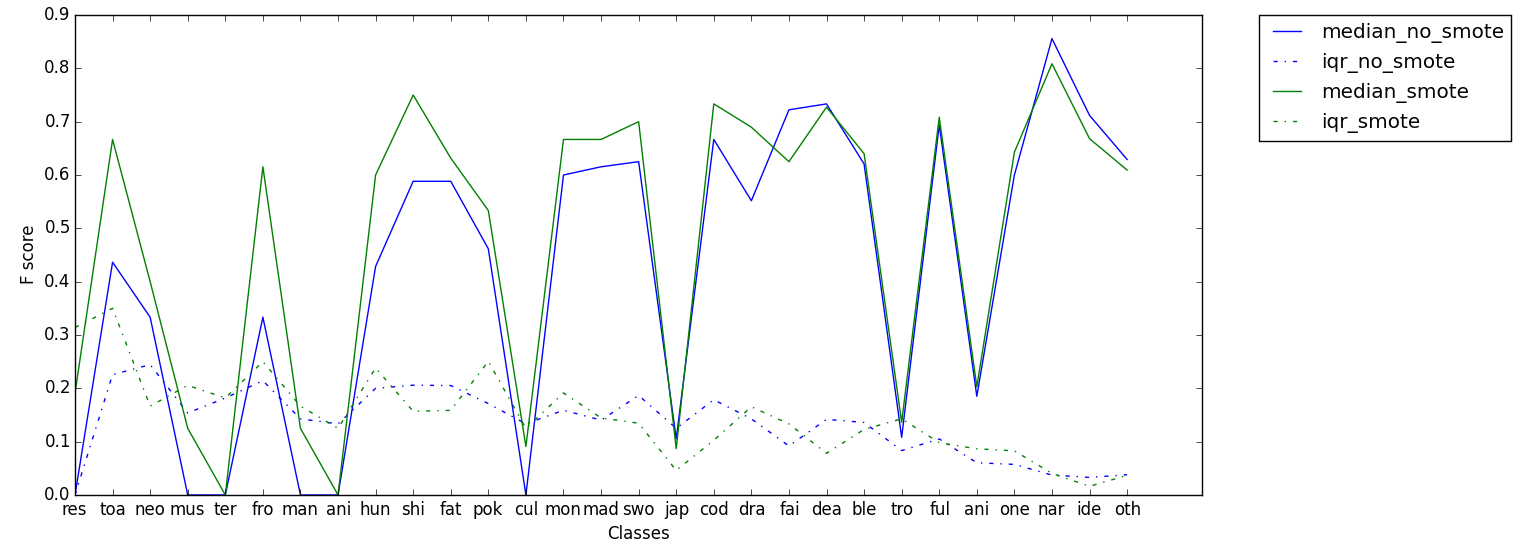 0.9
0.8
0.7
0.6
0.5
0.4
0.3
0.2
0.1
0.0
F score
res toa neo mus ter fro man ani hun shi fat pok cul mon mad swo jap cod dra fai dea ble tro ful ani one nar ide oth
Classes
median_no_smote
iqr_no_smote
median_smote
iqr_smote